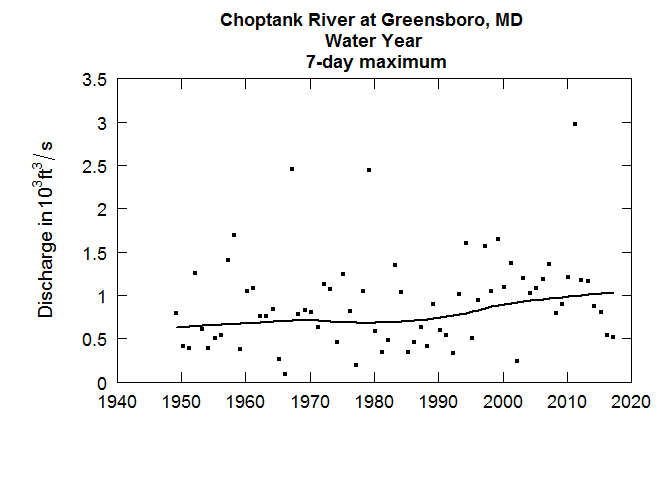 Choptank River at Greensboro, MD
Water Year
7-day maximum
3.5
3
2.5
2
1.5
1
0.5
0
Discharge in 10³ft³/s
1940 1950 1960 1970 1980 1990 2000 2010 2020